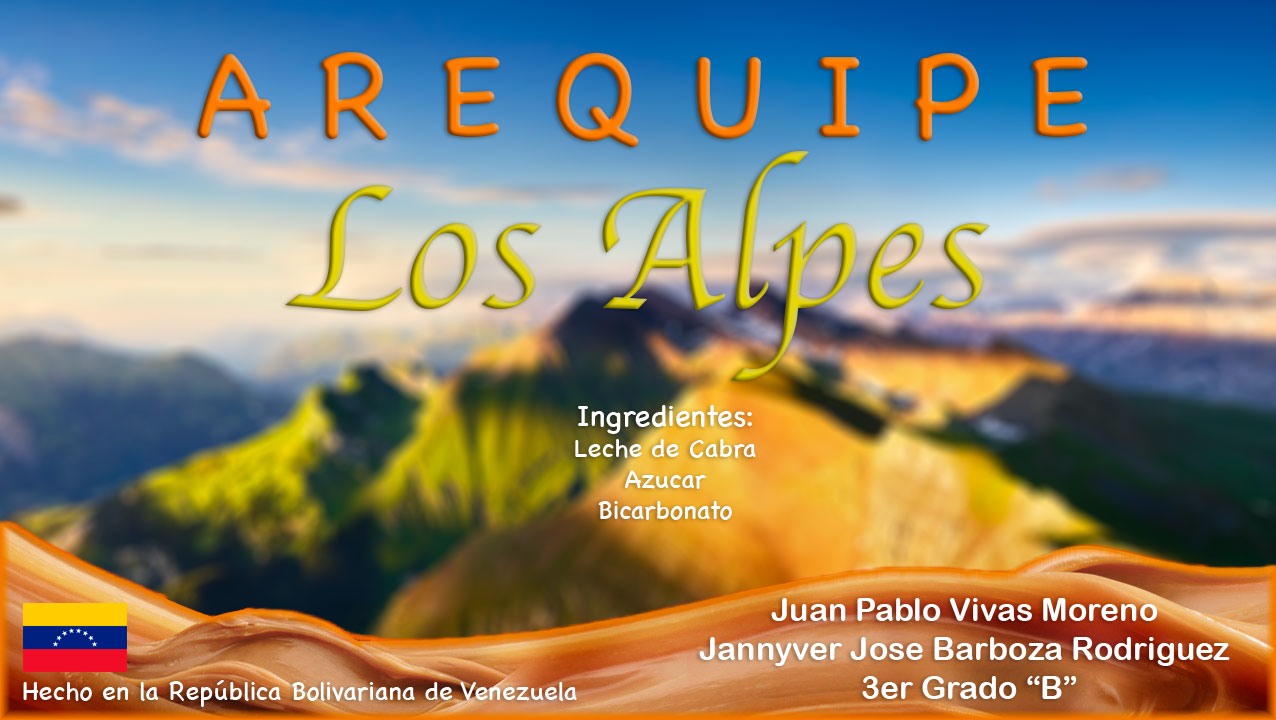 AREQUIPE
Los Alpes
Ingredientes:
Leche de Cabra
Azucar
Bicarbonato
Juan Pablo Vivas Moreno
Jannyver Jose Barboza Rodriguez
3er Grado “B”
Hecho en la República Bolivariana de Venezuela